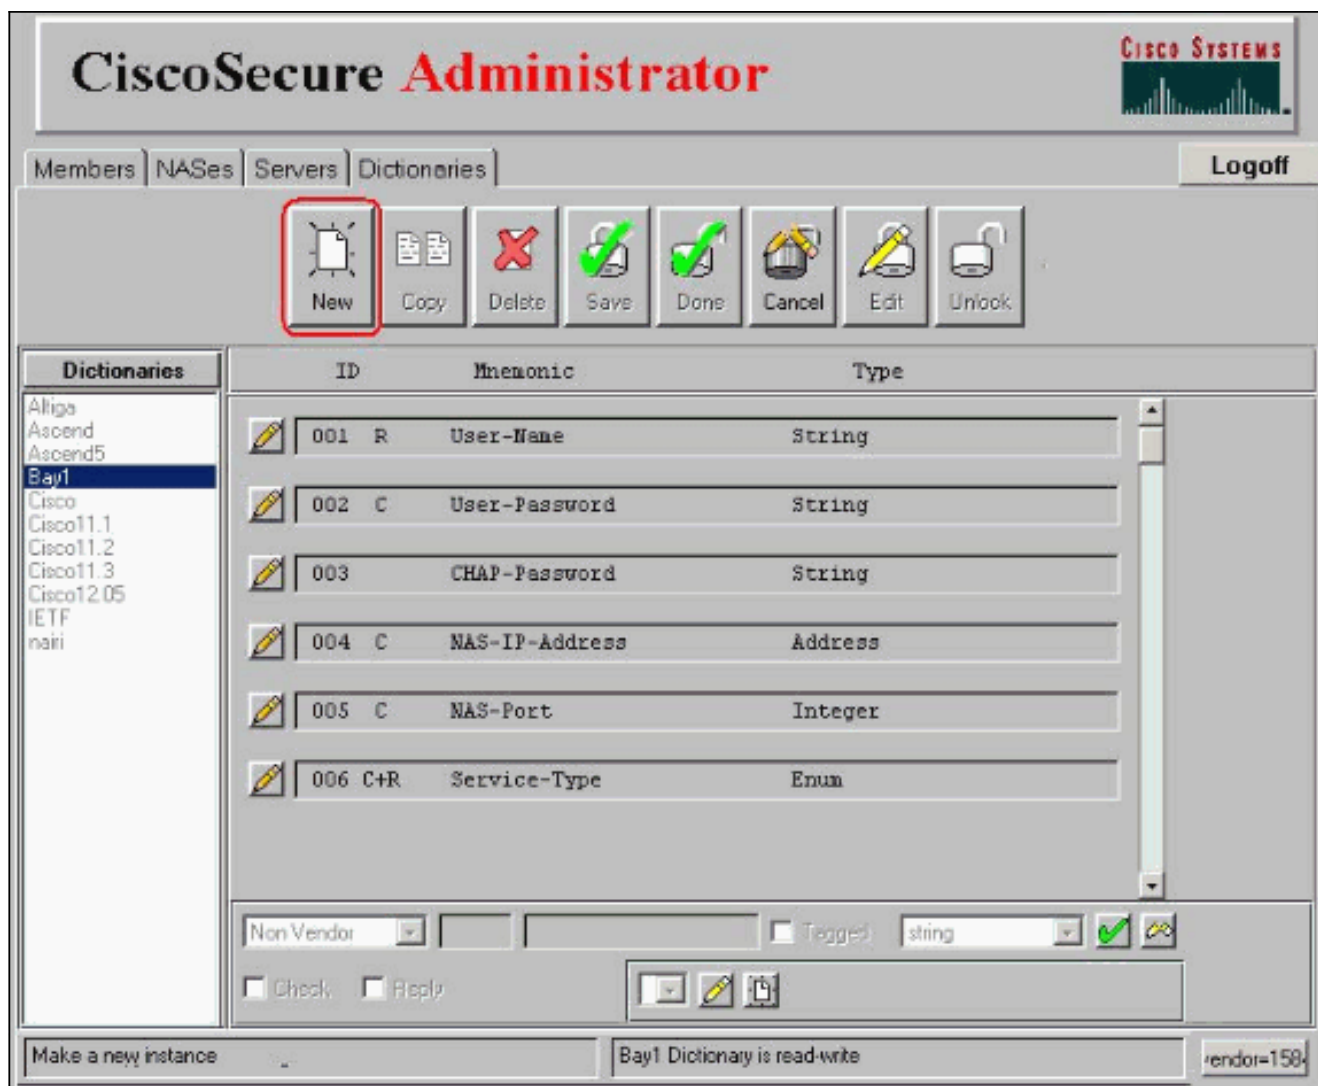 CiscoSecure Administrator
CISCO SYSTEMS
Members NASes Servers Dictionaries
Logoff
New Copy Delete Save Done Cancel Edit Unlock
Dictionaries
ID Mnemonic Type
Altiga
Ascend
Ascend5
Bay1
Cisco
Cisco11.1
Cisco11.2
Cisco11.3
Cisco12.05
IETF
nairi
001 R User-Name String
002 C User-Password String
003 CHAP-Password String
004 C NAS-IP-Address Address
005 C NAS-Port Integer
006 C+R Service-Type Enum
Non Vendor Tagged string
Check Reply
Make a new instance
Bay1 Dictionary is read-write
vendor=1584